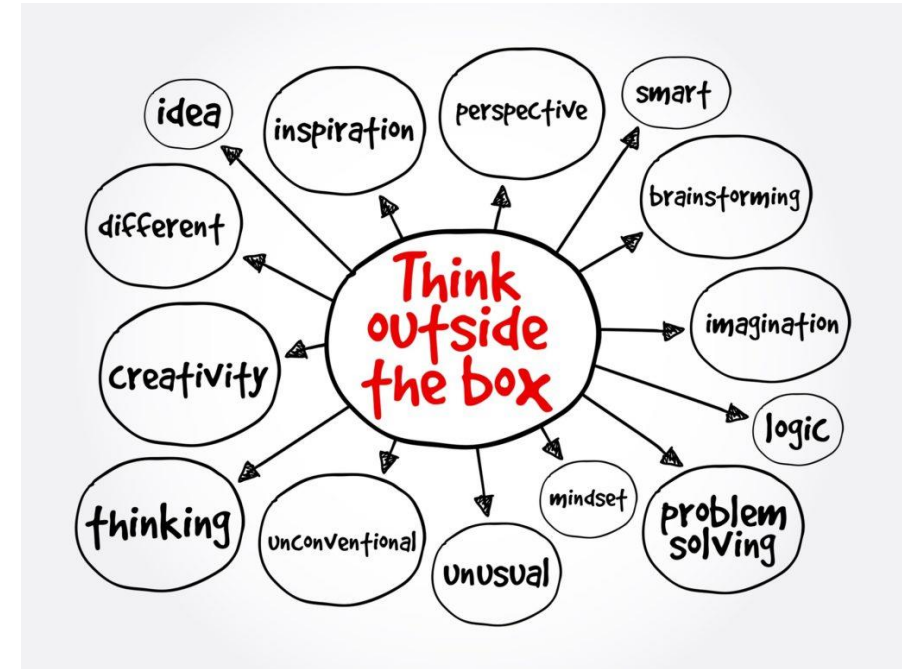 idea
inspiration
perspective
smart
different
brainstorming
Think
outside
the box
imagination
creativity
logic
thinking
unconventional
unusual
mindset
problem
solving